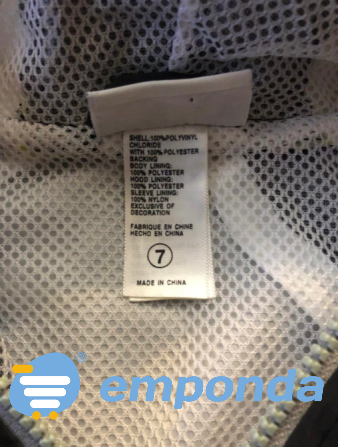 SHELL:100%POLYVINYL
CHLORIDE
WITH 100% POLYESTER
BACKING
BODY LINING:
100% POLYESTER
HOOD LINING:
100% POLYESTER
SLEEVE LINING:
100% NYLON
EXCLUSIVE OF
DECORATION
FABRIQUE EN CHINE
HECHO EN CHINA
7
MADE IN CHINA
emponda